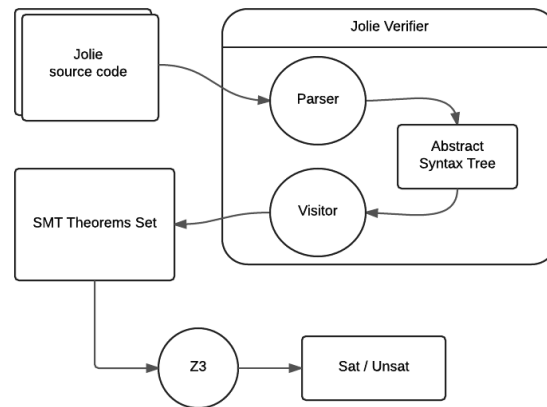 Jolie
source code
Jolie Verifier
Parser
Abstract
Syntax Tree
Visitor
SMT Theorems Set
Z3
Sat / Unsat